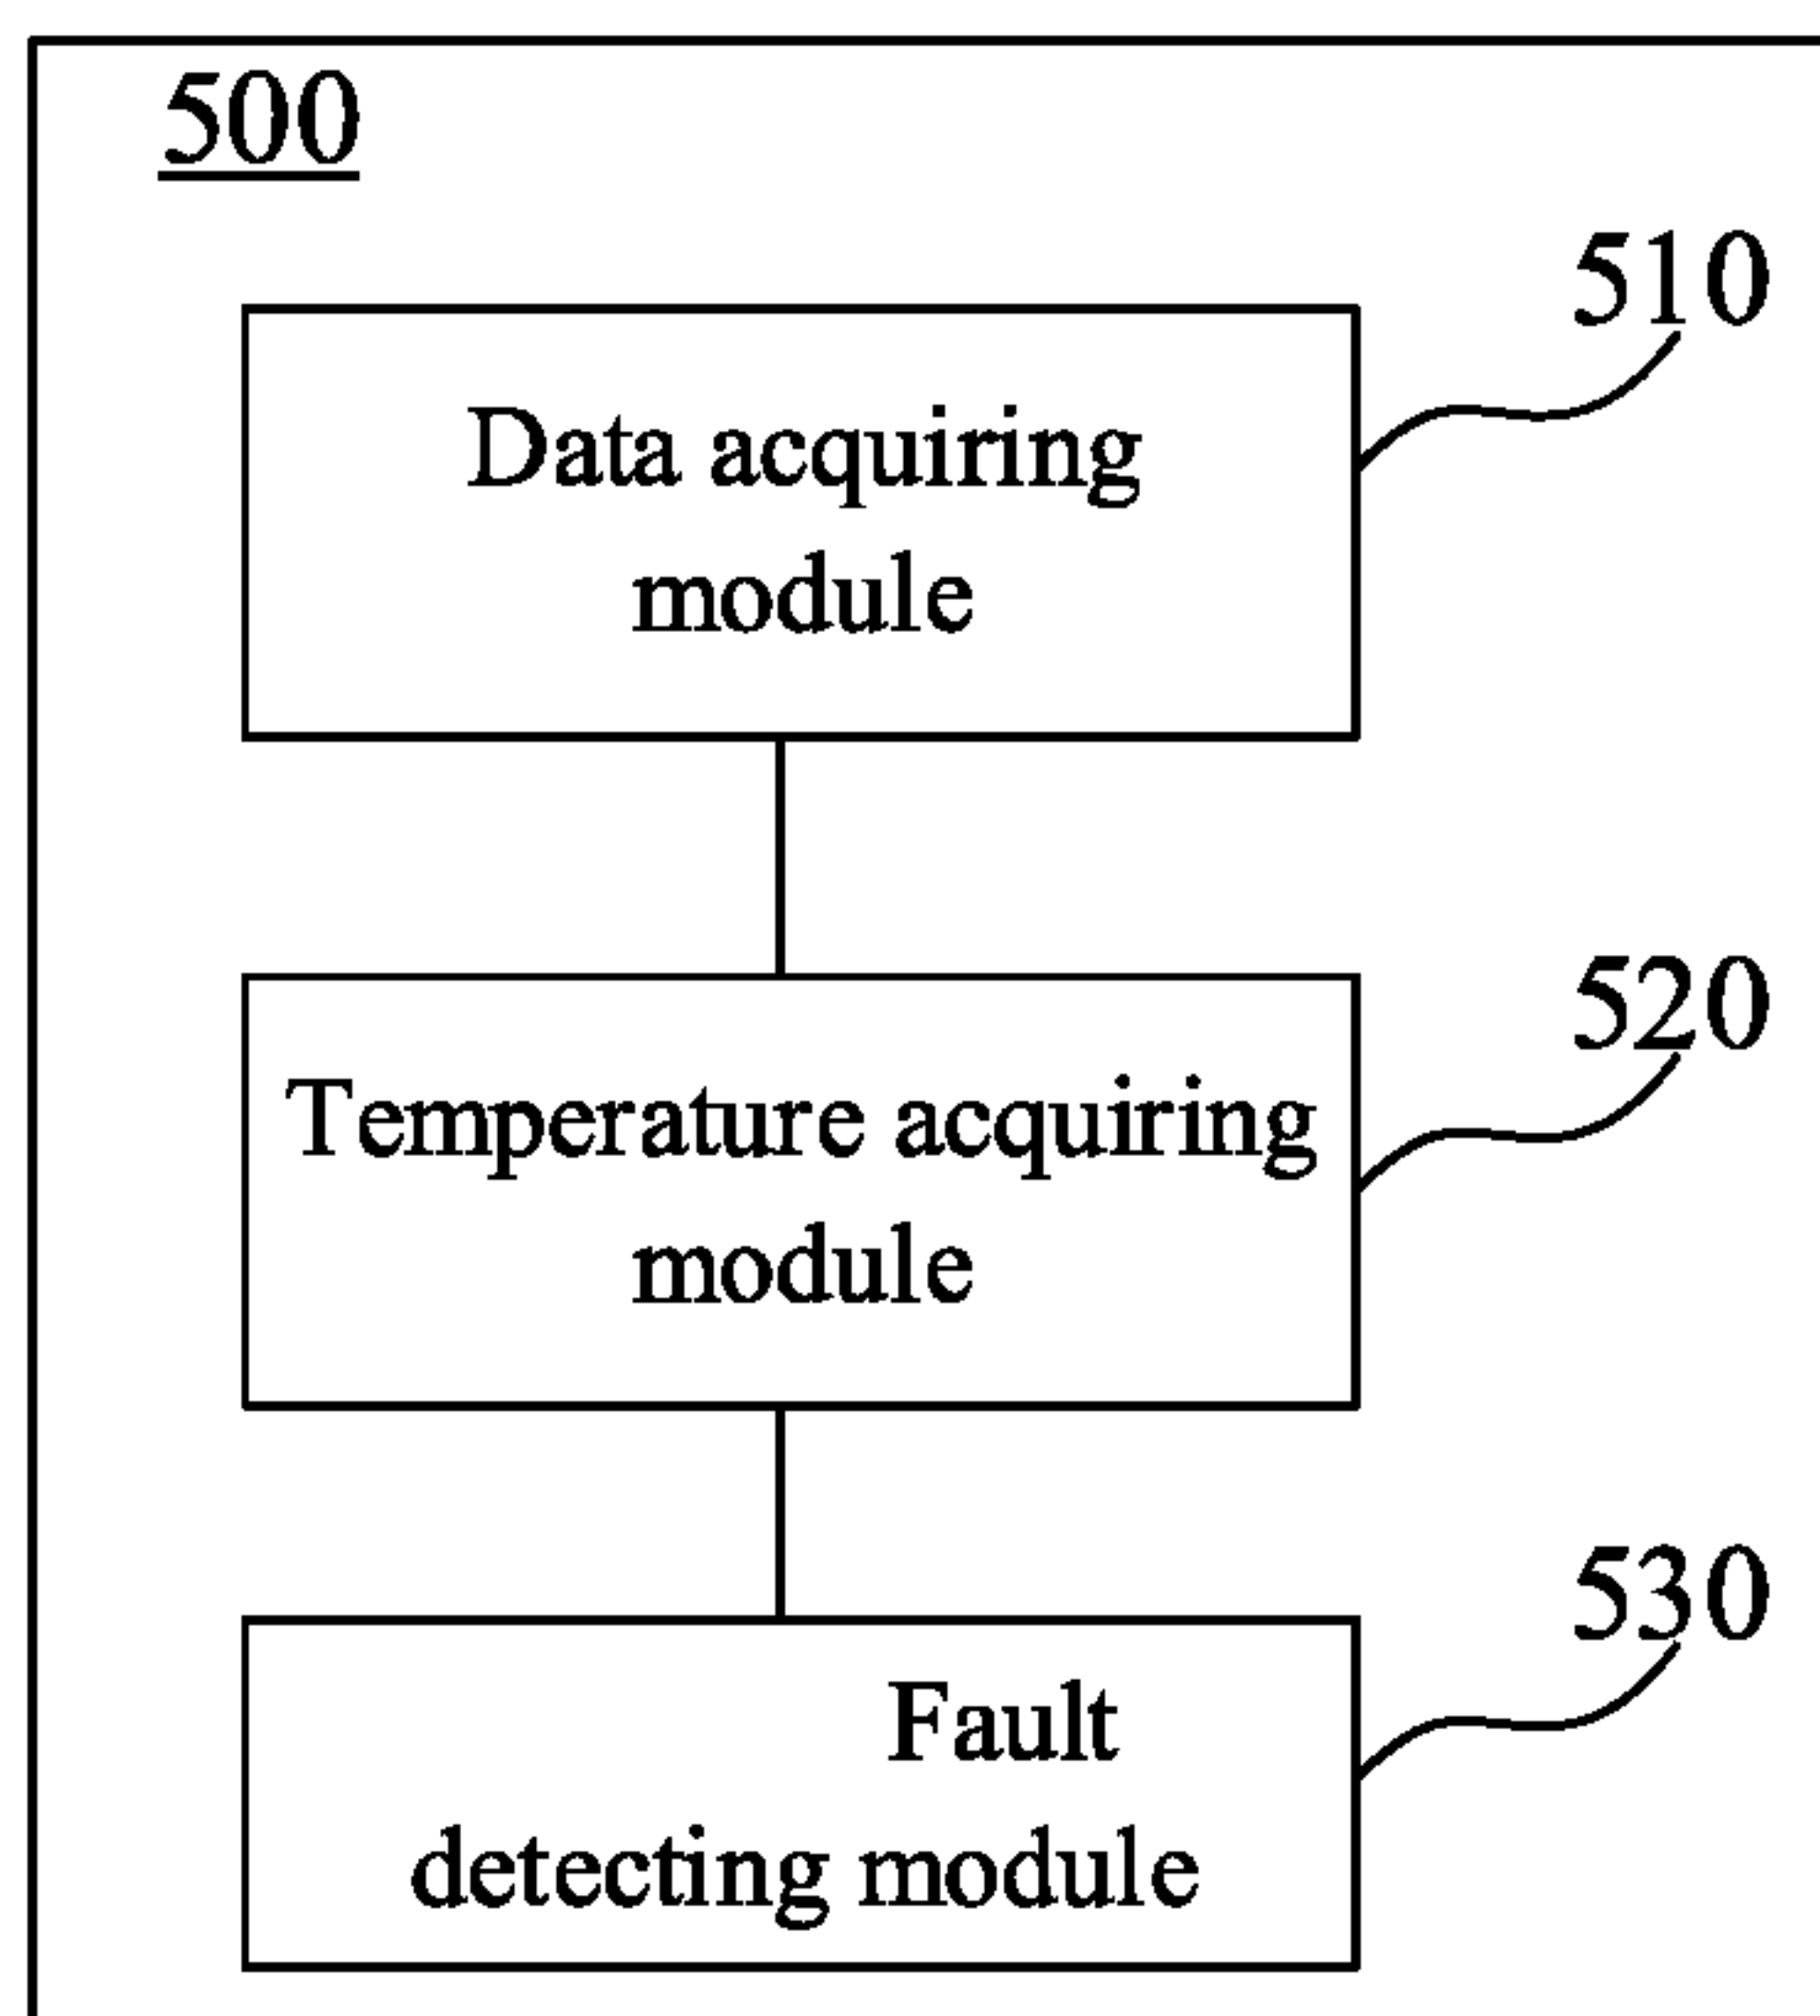 500
510
Data acquiring
module
520
Temperature acquiring
module
530
Fault
detecting module